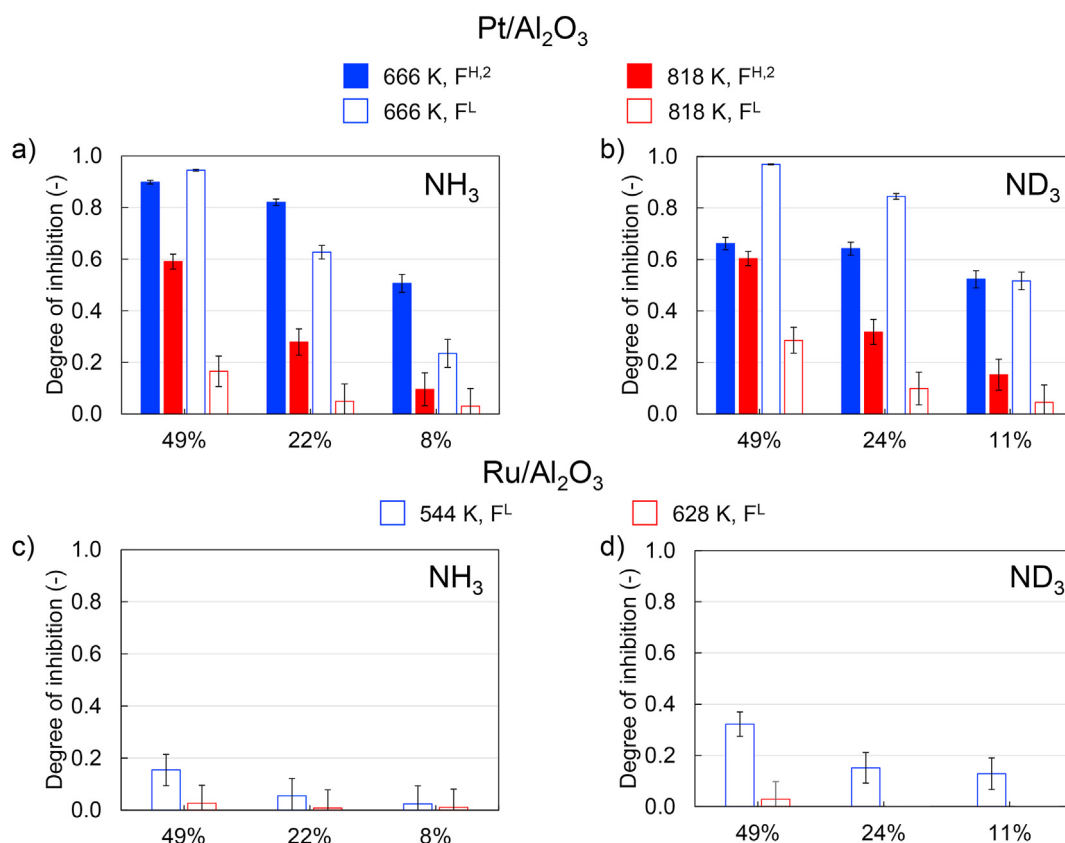 Pt/Al₂O₃
666 K, Fᴴ,² 818 K, Fᴴ,²
666 K, Fᴸ 818 K, Fᴸ
a)
Degree of inhibition (-)
1.0
0.8
0.6
0.4
0.2
0.0
NH₃
49% 22% 8%
b)
Degree of inhibition (-)
1.0
0.8
0.6
0.4
0.2
0.0
ND₃
49% 24% 11%
Ru/Al₂O₃
544 K, Fᴸ 628 K, Fᴸ
c)
Degree of inhibition (-)
1.0
0.8
0.6
0.4
0.2
0.0
NH₃
49% 22% 8%
d)
Degree of inhibition (-)
1.0
0.8
0.6
0.4
0.2
0.0
ND₃
49% 24% 11%